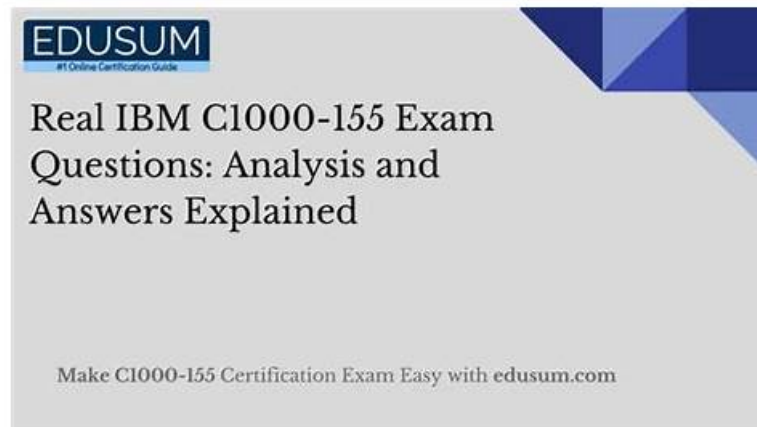 EDUSUM
#1 Online Certification Guide
Real IBM C1000-155 Exam
Questions: Analysis and
Answers Explained
Make C1000-155 Certification Exam Easy with edusum.com